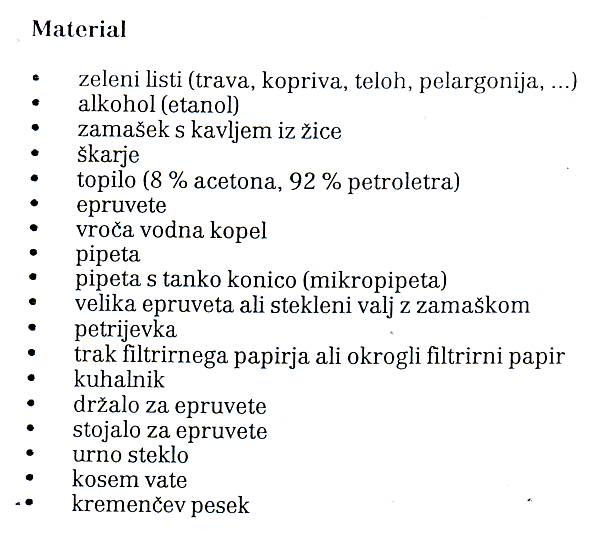 Material
• zeleni listi (trava, kopriva, teloh, pelargonija, ...)
• alkohol (etanol)
• zamašek s kavljem iz žice
• škarje
• topilo (8 % acetona, 92 % petroletra)
• epruvete
• vroča vodna kopel
• pipeta
• pipeta s tanko konico (mikropipeta)
• velika epruveta ali stekleni valj z zamaškom
• petrijevka
• trak filtrirnega papirja ali okrogli filtrirni papir
• kuhalnik
• držalo za epruvete
• stojalo za epruvete
• urno steklo
• kosem vate
• kremenčev pesek